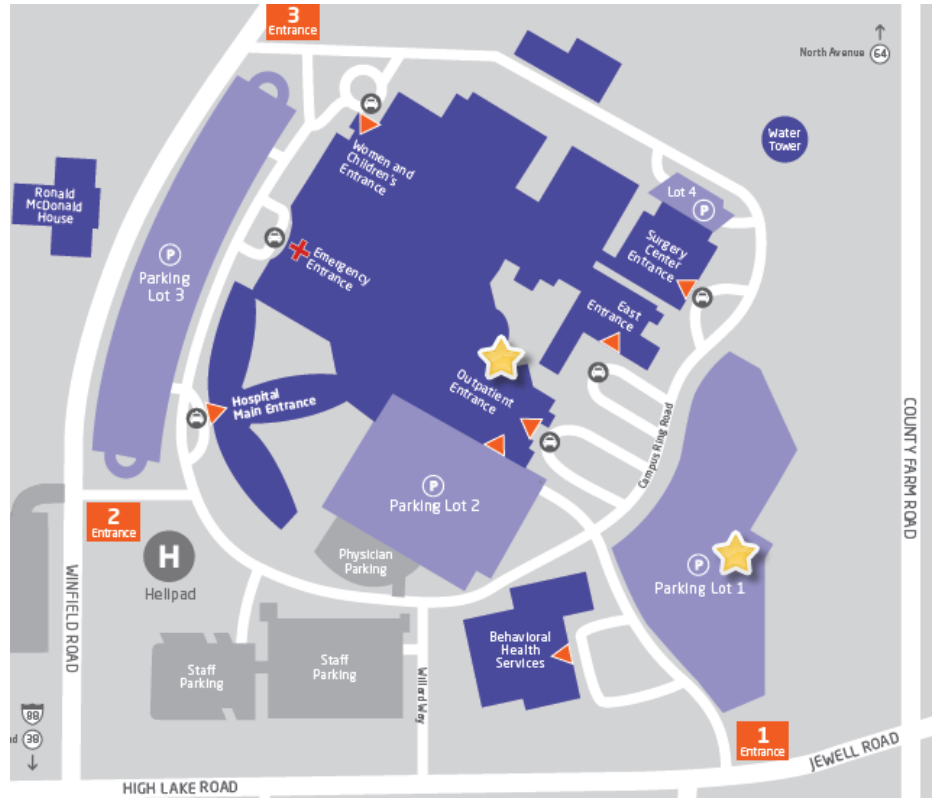 3
Entrance
North Avenue 64
Water
Tower
Women and
Children's
Entrance
Ronald
McDonald
House
Lot 4
P
Surgery
Center
Entrance
P
Parking
Lot 3
Emergency
Entrance
East
Entrance
Outpatient
Entrance
Hospital
Main Entrance
Campus Ring Road
COUNTY FARM ROAD
P
Parking Lot 2
2
Entrance
H
Helipad
Physician
Parking
P
Parking Lot 1
WINFIELD ROAD
Behavioral
Health
Services
Staff
Parking
Staff
Parking
Willard Way
88
38
1
Entrance
JEWELL ROAD
HIGH LAKE ROAD